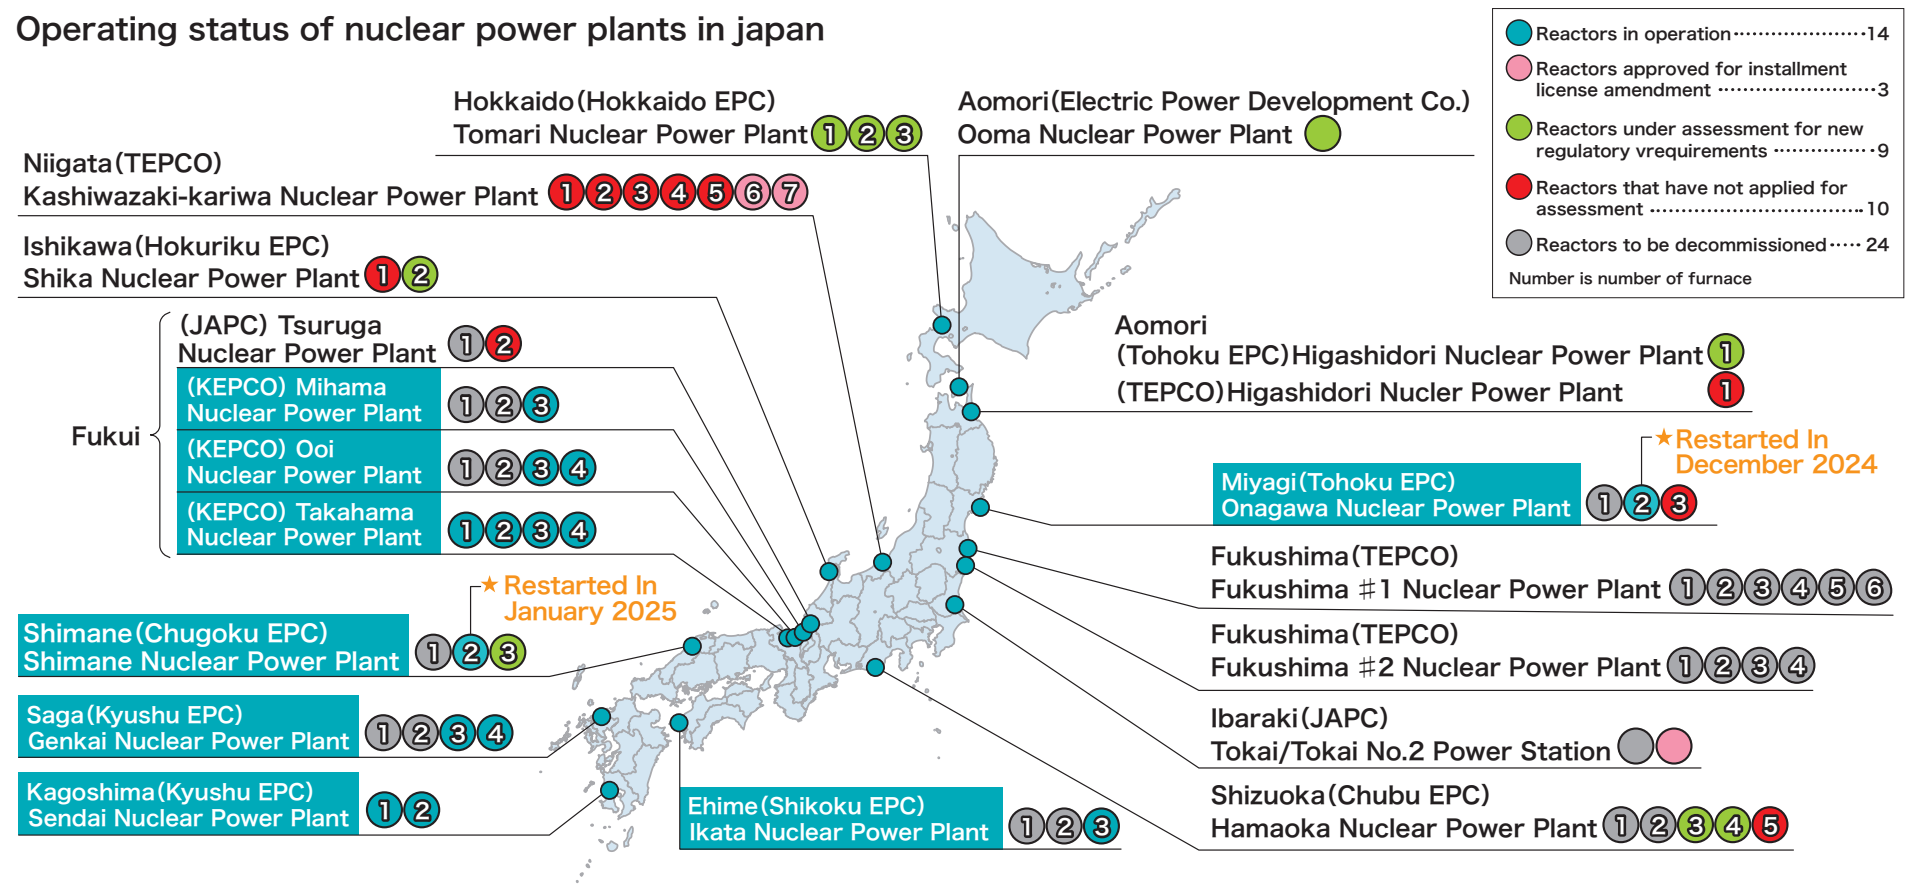 Operating status of nuclear power plants in japan
Reactors in operation 14
Reactors approved for installment
license amendment 3
Reactors under assessment for new
regulatory vrequirements 9
Reactors that have not applied for
assessment 10
Reactors to be decommissioned 24
Number is number of furnace
Hokkaido(Hokkaido EPC)
Tomari Nuclear Power Plant 1 2 3
Aomori(Electric Power Development Co.)
Ooma Nuclear Power Plant
Niigata(TEPCO)
Kashiwazaki-kariwa Nuclear Power Plant 1 2 3 4 5 6 7
Ishikawa(Hokuriku EPC)
Shika Nuclear Power Plant 1 2
Fukui
(JAPC) Tsuruga
Nuclear Power Plant 1 2
(KEPCO) Mihama
Nuclear Power Plant 1 2 3
(KEPCO) Ooi
Nuclear Power Plant 1 2 3 4
(KEPCO) Takahama
Nuclear Power Plant 1 2 3 4
★Restarted In
January 2025
Shimane(Chugoku EPC)
Shimane Nuclear Power Plant 1 2 3
Saga(Kyushu EPC)
Genkai Nuclear Power Plant 1 2 3 4
Kagoshima(Kyushu EPC)
Sendai Nuclear Power Plant 1 2
Ehime(Shikoku EPC)
Ikata Nuclear Power Plant 1 2 3
Aomori
(Tohoku EPC)Higashidori Nuclear Power Plant 1
(TEPCO)Higashidori Nucler Power Plant 1
★Restarted In
December 2024
Miyagi(Tohoku EPC)
Onagawa Nuclear Power Plant 1 2 3
Fukushima(TEPCO)
Fukushima ♯1 Nuclear Power Plant 1 2 3 4 5 6
Fukushima(TEPCO)
Fukushima ♯2 Nuclear Power Plant 1 2 3 4
Ibaraki(JAPC)
Tokai/Tokai No.2 Power Station
Shizuoka(Chubu EPC)
Hamaoka Nuclear Power Plant 1 2 3 4 5